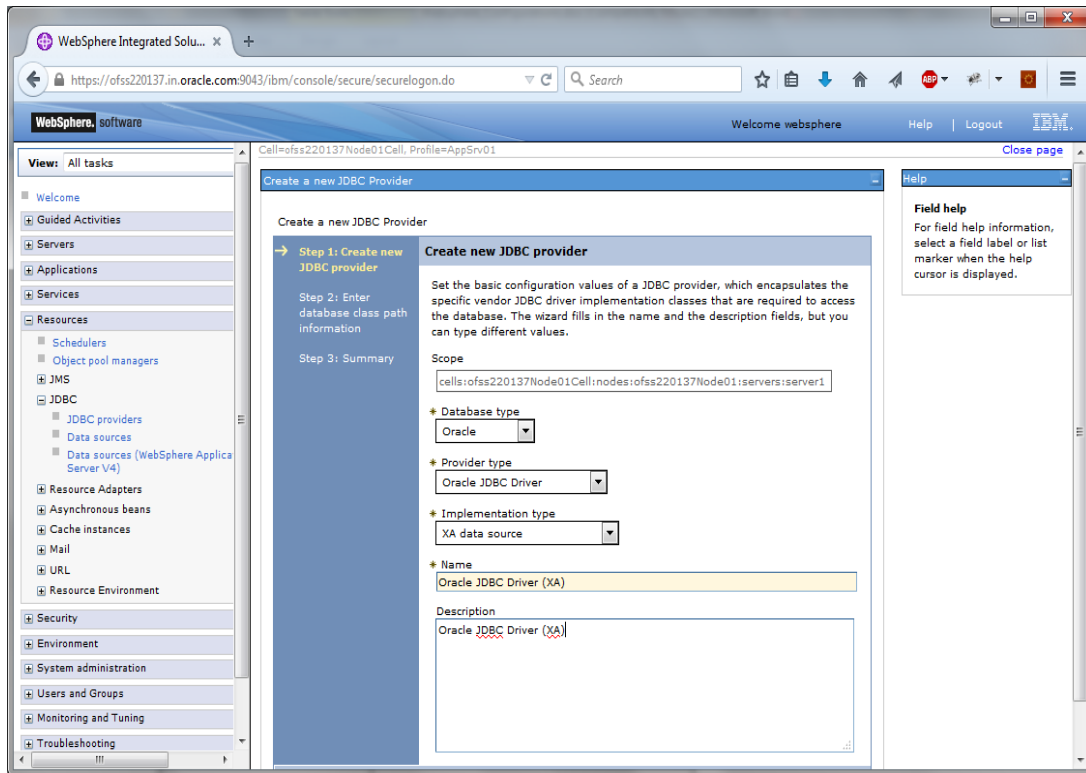 WebSphere Integrated Solu... ×
https://ofss220137.in.oracle.com:9043/ibm/console/secure/securelogon.do
Search
ABP
WebSphere. software
Welcome websphere
Help | Logout
IBM.
View: All tasks
Welcome
Guided Activities
Servers
Applications
Services
Resources
Schedulers
Object pool managers
JMS
JDBC
JDBC providers
Data sources
Data sources (WebSphere Applica
Server V4)
Resource Adapters
Asynchronous beans
Cache instances
Mail
URL
Resource Environment
Security
Environment
System administration
Users and Groups
Monitoring and Tuning
Troubleshooting
Cell=ofss220137Node01Cell, Profile=AppSrv01
Close page
Create a new JDBC Provider
Create a new JDBC Provider
Step 1: Create new
JDBC provider
Step 2: Enter
database class path
information
Step 3: Summary
Create new JDBC provider
Set the basic configuration values of a JDBC provider, which encapsulates the
specific vendor JDBC driver implementation classes that are required to access
the database. The wizard fills in the name and the description fields, but you
can type different values.
Scope
cells:ofss220137Node01Cell:nodes:ofss220137Node01:servers:server1
* Database type
Oracle
* Provider type
Oracle JDBC Driver
* Implementation type
XA data source
* Name
Oracle JDBC Driver (XA)
Description
Oracle JDBC Driver (XA)
Help
Field help
For field help information,
select a field label or list
marker when the help
cursor is displayed.